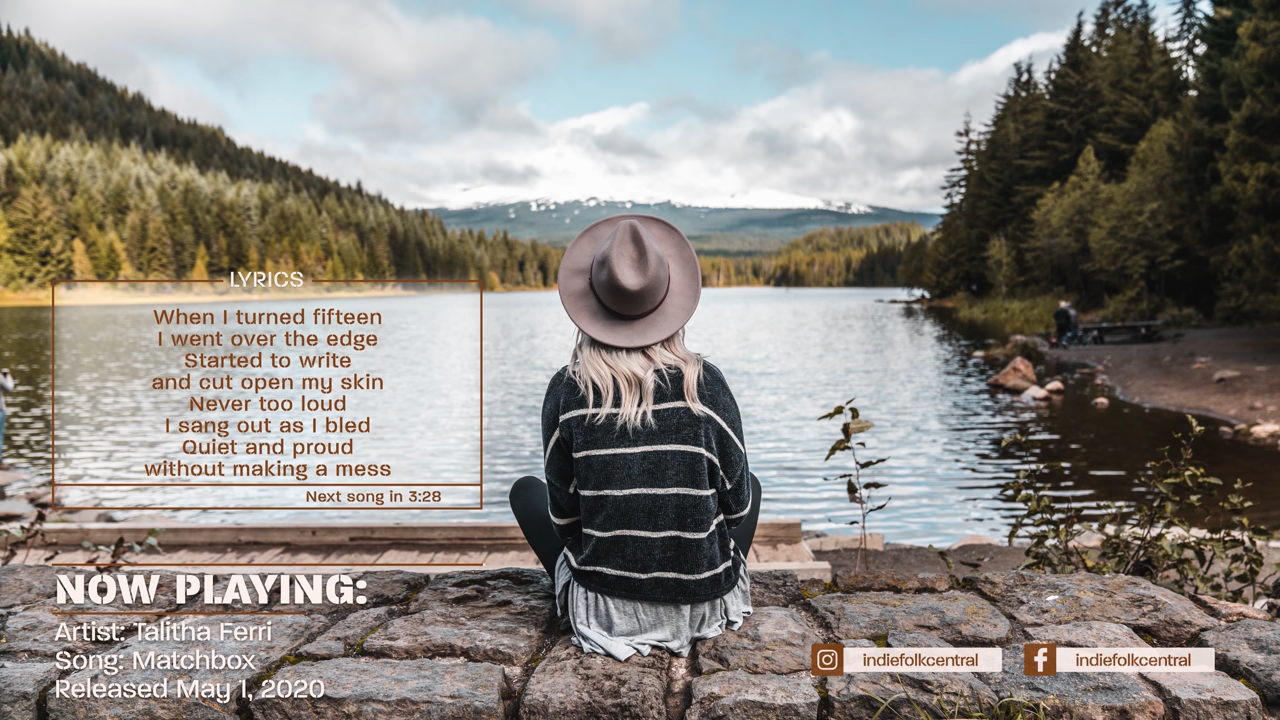 LYRICS
When I turned fifteen
I went over the edge
Started to write
and cut open my skin
Never too loud
I sang out as I bled
Quiet and proud
without making a mess
Next song in 3:28
NOW PLAYING:
Artist: Talitha Ferri
Song: Matchbox
Released May 1, 2020
indiefolkcentral
indiefolkcentral